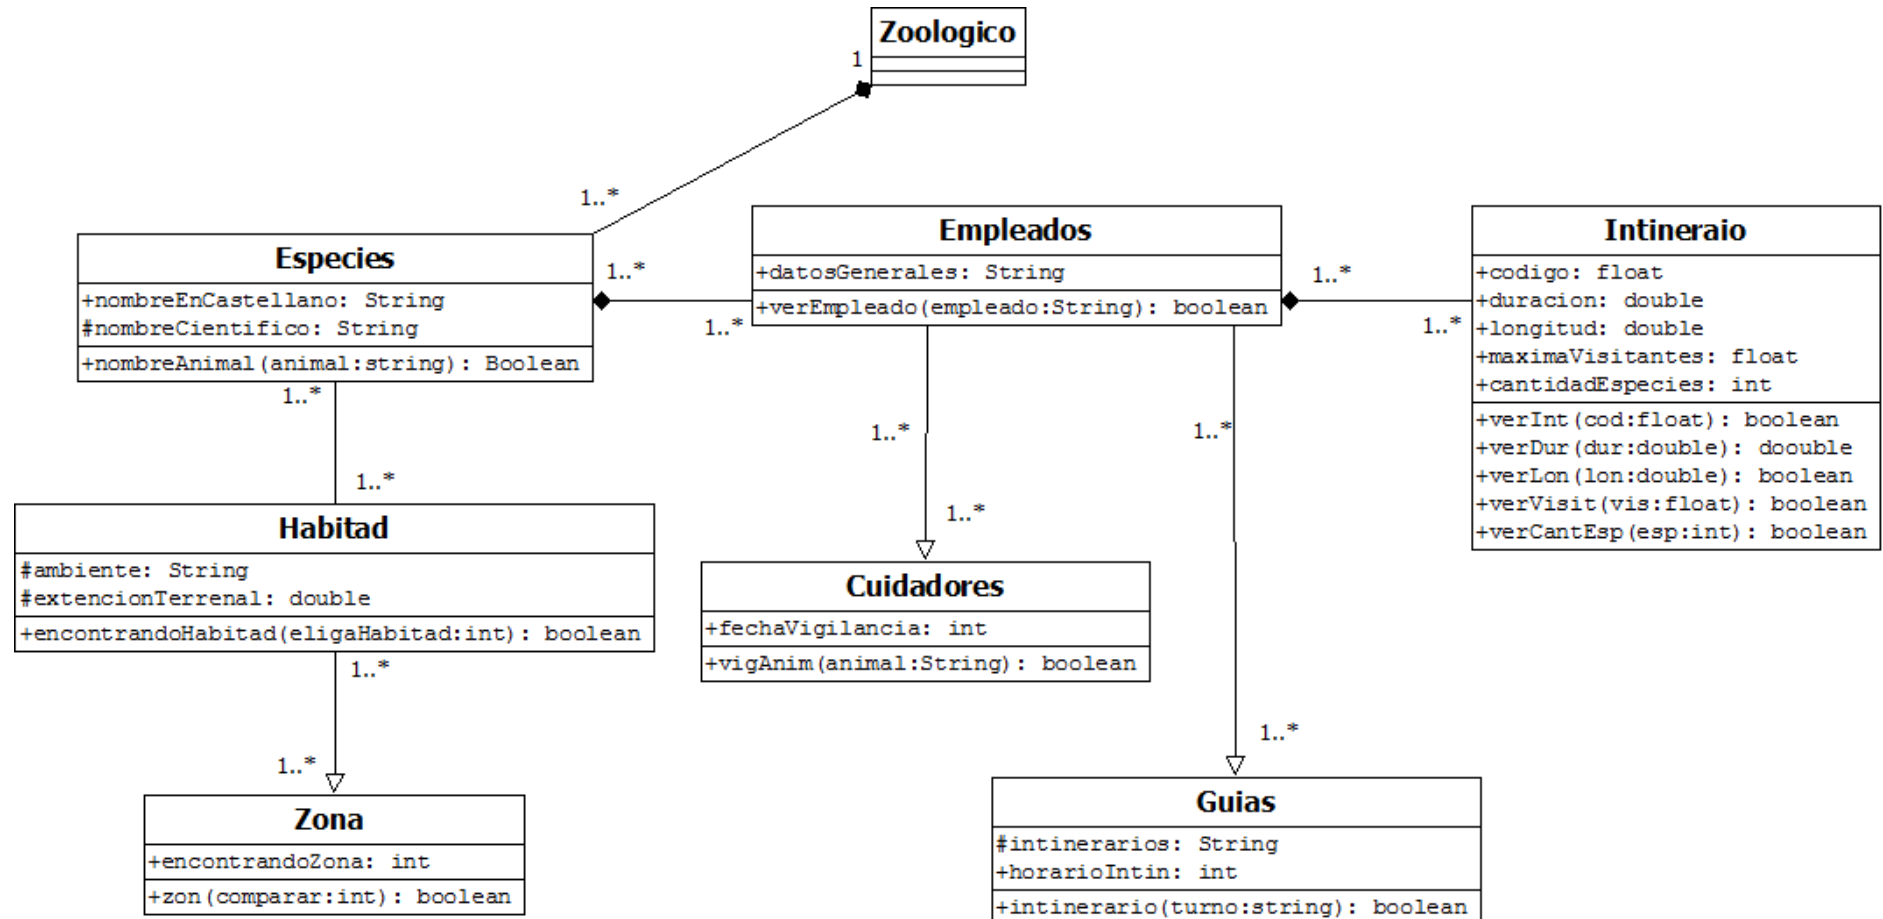 Zoologico
1
1..*
Especies
+nombreEnCastellano: String
#nombreCientifico: String
+nombreAnimal(animal:string): Boolean
1..*
1..*
Empleados
+datosGenerales: String
+verEmpleado(empleado:String): boolean
1..*
1..*
Intineraio
+codigo: float
+duracion: double
+longitud: double
+maximaVisitantes: float
+cantidadEspecies: int
+verInt(cod:float): boolean
+verDur(dur:double): doouble
+verLon(lon:double): boolean
+verVisit(vis:float): boolean
+verCantEsp(esp:int): boolean
1..*
1..*
Habitad
#ambiente: String
#extencionTerrenal: double
+encontrandoHabitad(eligaHabitad:int): boolean
1..*
1..*
Cuidadores
+fechaVigilancia: int
+vigAnim(animal:String): boolean
1..*
1..*
Zona
+encontrandoZona: int
+zon(comparar:int): boolean
1..*
1..*
Guias
#intinerarios: String
+horarioIntin: int
+intinerario(turno:string): boolean